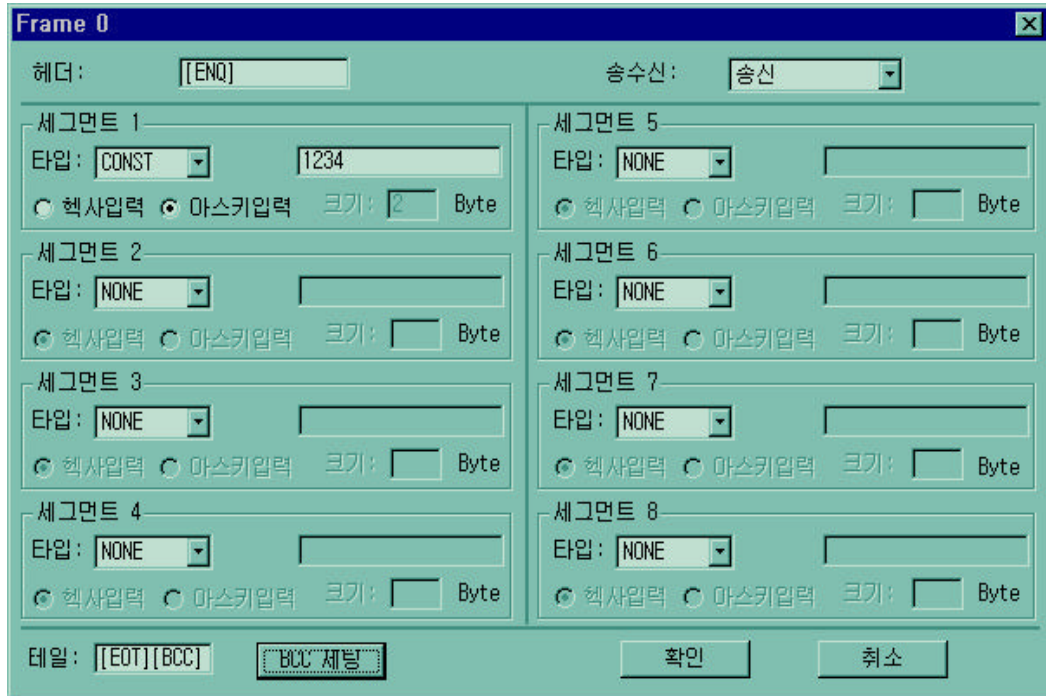 Frame 0
헤더: [ENQ] 송수신: 송신
세그먼트 1
타입: CONST 1234
헥사입력 아스키입력 크기: 2 Byte
세그먼트 2
타입: NONE
헥사입력 아스키입력 크기: Byte
세그먼트 3
타입: NONE
헥사입력 아스키입력 크기: Byte
세그먼트 4
타입: NONE
헥사입력 아스키입력 크기: Byte
세그먼트 5
타입: NONE
헥사입력 아스키입력 크기: Byte
세그먼트 6
타입: NONE
헥사입력 아스키입력 크기: Byte
세그먼트 7
타입: NONE
헥사입력 아스키입력 크기: Byte
세그먼트 8
타입: NONE
헥사입력 아스키입력 크기: Byte
테일: [EOT][BCC] BCC 세팅 확인 취소